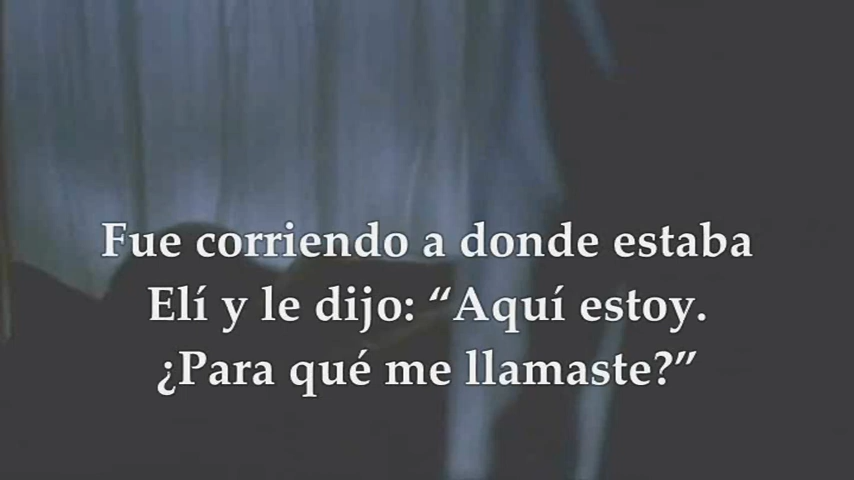 Fue corriendo a donde estaba
Elí y le dijo: “Aquí estoy.
¿Para qué me llamaste?”